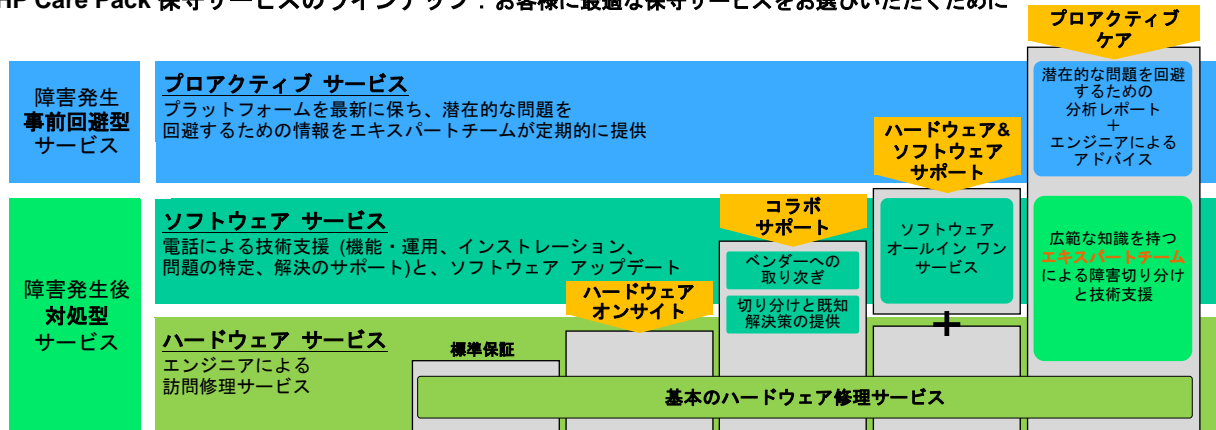 HP Care Pack 保守サービスのラインナップ：お客様に最適な保守サービスをお選びいただくために
プロアクティブ
ケア
障害発生
事前回避型
サービス
プロアクティブ サービス
プラットフォームを最新に保ち、潜在的な問題を
回避するための情報をエキスパートチームが定期的に提供
ハードウェア&
ソフトウェア
サポート
潜在的な問題を回避
するための
分析レポート
＋
エンジニアによる
アドバイス
障害発生後
対処型
サービス
ソフトウェア サービス
電話による技術支援 (機能・運用、インストレーション、
問題の特定、解決のサポート)と、ソフトウェア アップデート
コラボ
サポート
ベンダーへの
取り次ぎ
切り分けと既知
解決策の提供
ソフトウェア
オールイン ワン
サービス
＋
広範な知識を持つ
エキスパートチーム
による障害切り分け
と技術支援
ハードウェア
オンサイト
ハードウェア サービス
エンジニアによる
訪問修理サービス
標準保証
基本のハードウェア修理サービス